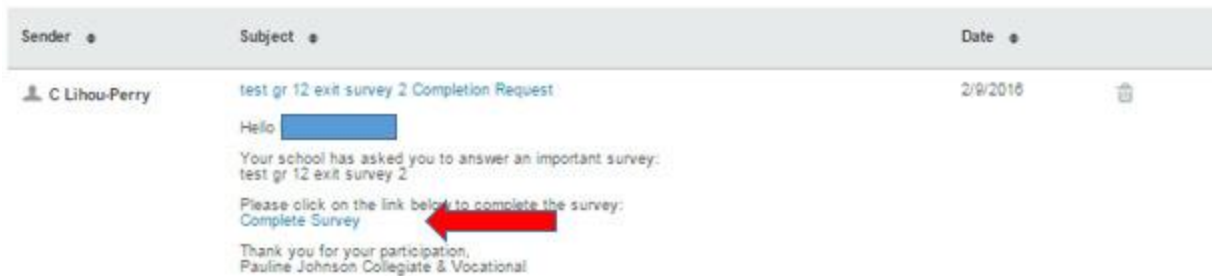 Sender Subject Date
C Lihou-Perry test gr 12 exit survey 2 Completion Request 2/9/2016
Hello
Your school has asked you to answer an important survey:
test gr 12 exit survey 2
Please click on the link below to complete the survey:
Complete Survey
Thank you for your participation,
Pauline Johnson Collegiate & Vocational